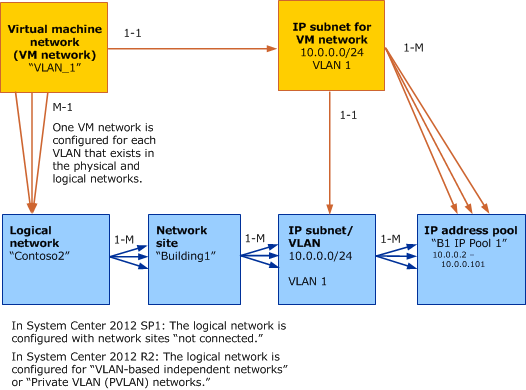 Virtual machine
network
(VM network)
“VLAN_1”
1-1
IP subnet for
VM network
10.0.0.0/24
VLAN 1
1-M
M-1
One VM network is
configured for each
VLAN that exists in
the physical and
logical networks.
1-1
Logical
network
“Contoso2”
1-M
Network
site
“Building1”
1-M
IP subnet/
VLAN
10.0.0.0/24
VLAN 1
1-M
IP address pool
“B1 IP Pool 1”
10.0.0.2 –
10.0.0.101
In System Center 2012 SP1: The logical network is
configured with network sites “not connected.”
In System Center 2012 R2: The logical network is
configured for “VLAN-based independent networks”
or “Private VLAN (PVLAN) networks.”